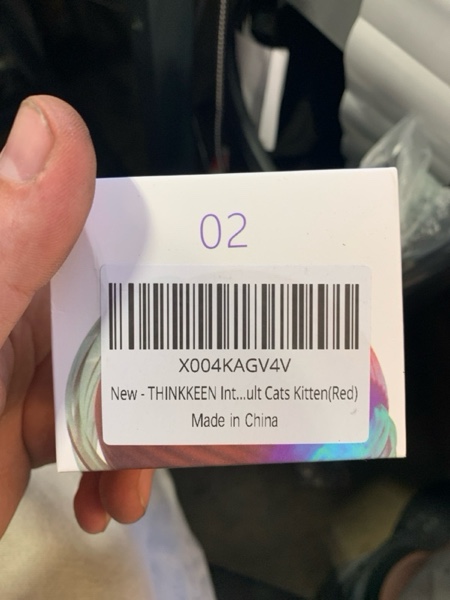 02
X004KAGV4V
New - THINKKEEN Int...ult Cats Kitten(Red)
Made in China